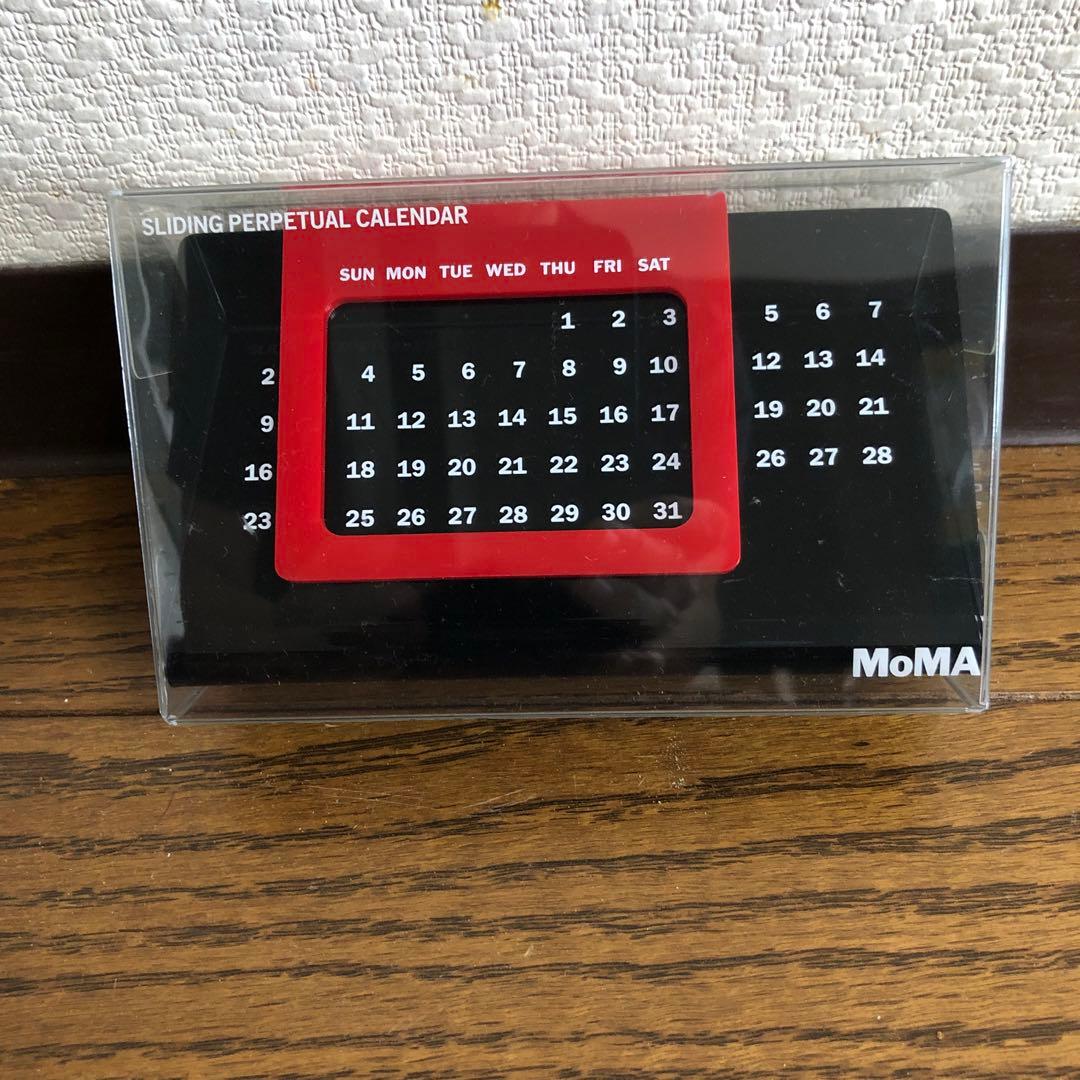 SLIDING PERPETUAL CALENDAR
SUN MON TUE WED THU FRI SAT
1 2 3 5 6 7
2 4 5 6 7 8 9 10 12 13 14
9 11 12 13 14 15 16 17 19 20 21
16 18 19 20 21 22 23 24 26 27 28
23 25 26 27 28 29 30 31
MoMA